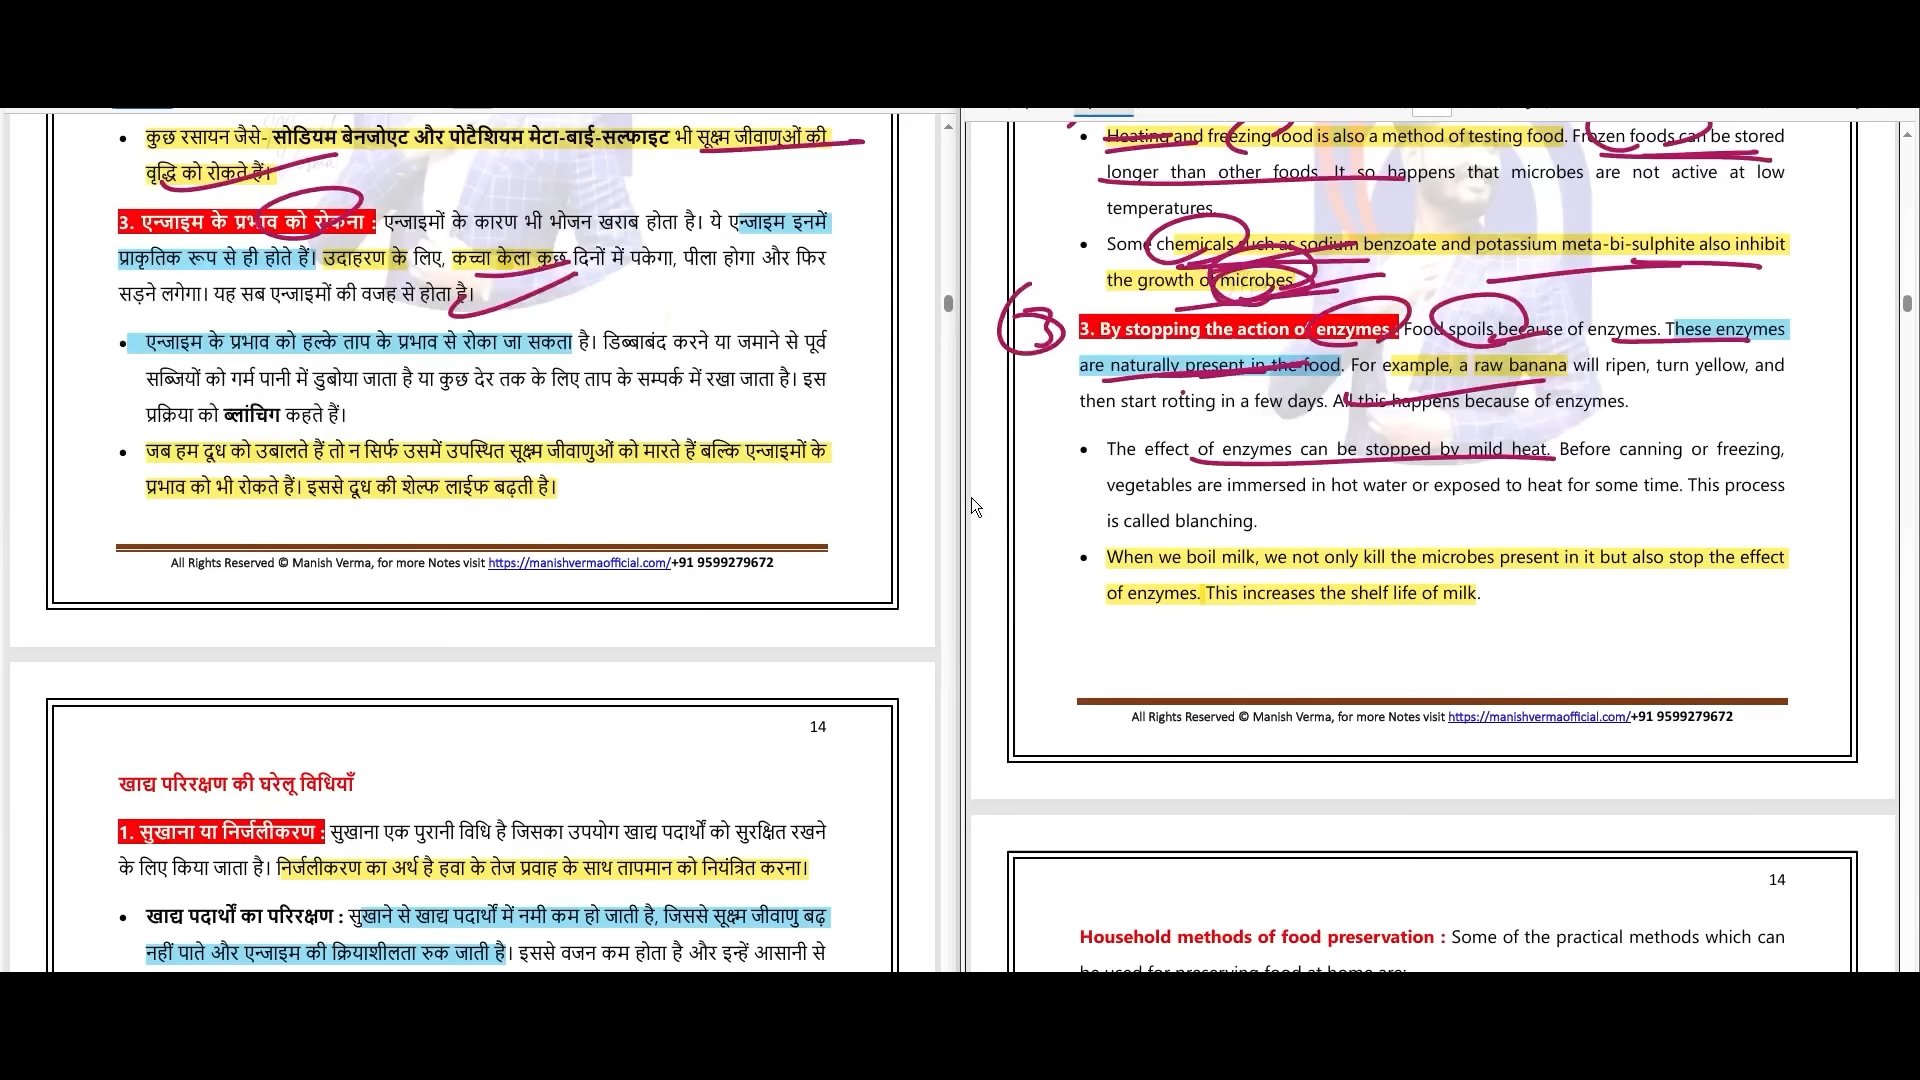 कुछ रसायन जैसे- सोडियम बेनजोएट और पोटैशियम मेटा-बाई-सल्फाइट भी सूक्ष्म जीवाणुओं की
वृद्धि को रोकते हैं।
3. एन्जाइम के प्रभाव को रोकना : एन्जाइमों के कारण भी भोजन खराब होता है। ये एन्जाइम इनमें
प्राकृतिक रूप से ही होते हैं। उदाहरण के लिए, कच्चा केला कुछ दिनों में पकेगा, पीला होगा और फिर
सड़ने लगेगा। यह सब एन्जाइमों की वजह से होता है।
एन्जाइम के प्रभाव को हल्के ताप के प्रभाव से रोका जा सकता है। डिब्बाबंद करने या जमाने से पूर्व
सब्जियों को गर्म पानी में डुबोया जाता है या कुछ देर तक के लिए ताप के सम्पर्क में रखा जाता है। इस
प्रक्रिया को ब्लांचिग कहते हैं।
जब हम दूध को उबालते हैं तो न सिर्फ उसमें उपस्थित सूक्ष्म जीवाणुओं को मारते हैं बल्कि एन्जाइमों के
प्रभाव को भी रोकते हैं। इससे दूध की शेल्फ लाईफ बढ़ती है।
All Rights Reserved © Manish Verma, for more Notes visit https://manishvermaofficial.com/+91 9599279672
14
खाद्य परिरक्षण की घरेलू विधियाँ
1. सुखाना या निर्जलीकरण : सुखाना एक पुरानी विधि है जिसका उपयोग खाद्य पदार्थों को सुरक्षित रखने
के लिए किया जाता है। निर्जलीकरण का अर्थ है हवा के तेज प्रवाह के साथ तापमान को नियंत्रित करना।
खाद्य पदार्थों का परिरक्षण : सुखाने से खाद्य पदार्थों में नमी कम हो जाती है, जिससे सूक्ष्म जीवाणु बढ़
नहीं पाते और एन्जाइम की क्रियाशीलता रुक जाती है। इससे वजन कम होता है और इन्हें आसानी से
Heating and freezing food is also a method of testing food. Frozen foods can be stored
longer than other foods. It so happens that microbes are not active at low
temperatures.
Some chemicals such as sodium benzoate and potassium meta-bi-sulphite also inhibit
the growth of microbes.
3
3. By stopping the action of enzymes : Food spoils because of enzymes. These enzymes
are naturally present in the food. For example, a raw banana will ripen, turn yellow, and
then start rotting in a few days. All this happens because of enzymes.
The effect of enzymes can be stopped by mild heat. Before canning or freezing,
vegetables are immersed in hot water or exposed to heat for some time. This process
is called blanching.
When we boil milk, we not only kill the microbes present in it but also stop the effect
of enzymes. This increases the shelf life of milk.
All Rights Reserved © Manish Verma, for more Notes visit https://manishvermaofficial.com/+91 9599279672
14
Household methods of food preservation : Some of the practical methods which can
be used for preserving food at home are: